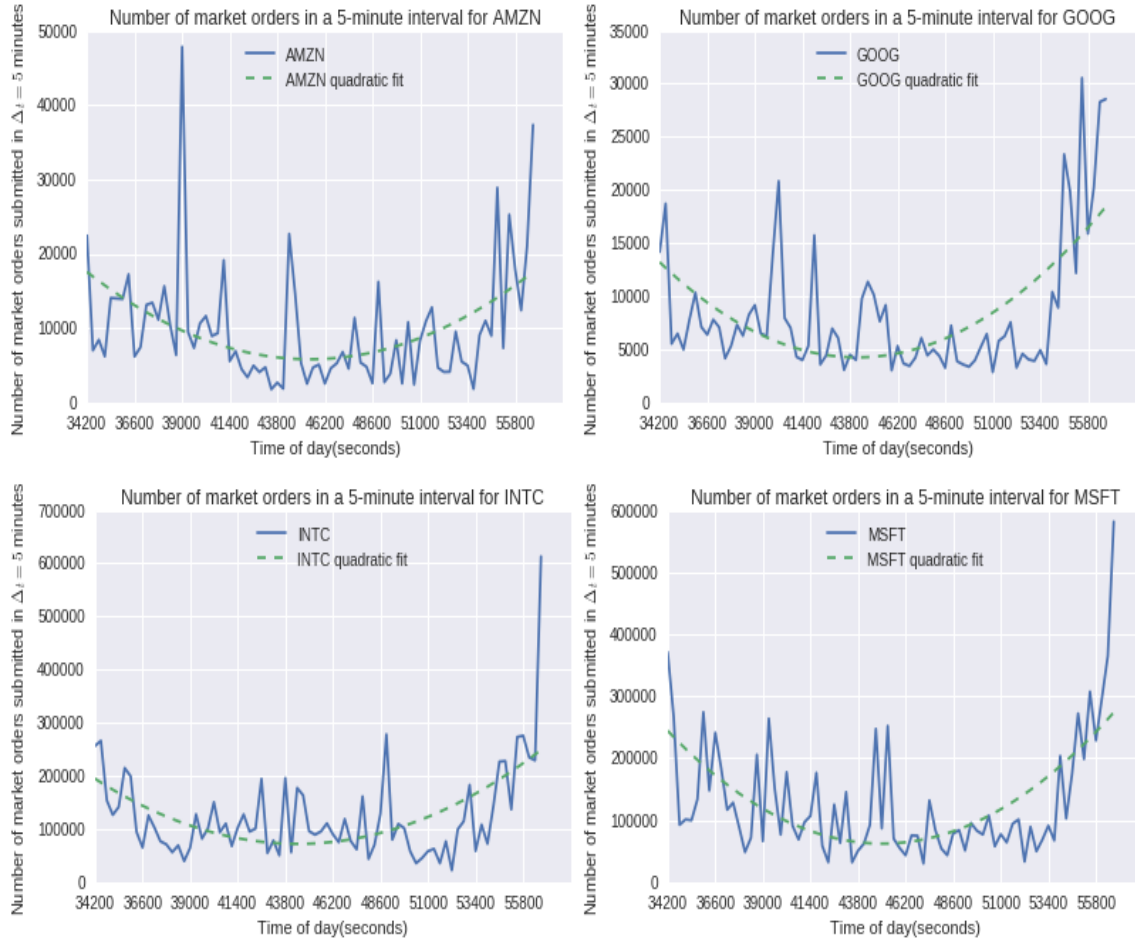 Number of market orders in a 5-minute interval for AMZN
Number of market orders submitted in Δt = 5 minutes
50000
40000
30000
20000
10000
0
AMZN
AMZN quadratic fit
34200 36600 39000 41400 43800 46200 48600 51000 53400 55800
Time of day(seconds)
Number of market orders in a 5-minute interval for GOOG
Number of market orders submitted in Δt = 5 minutes
35000
30000
25000
20000
15000
10000
5000
0
GOOG
GOOG quadratic fit
34200 36600 39000 41400 43800 46200 48600 51000 53400 55800
Time of day(seconds)
Number of market orders in a 5-minute interval for INTC
Number of market orders submitted in Δt = 5 minutes
700000
600000
500000
400000
300000
200000
100000
0
INTC
INTC quadratic fit
34200 36600 39000 41400 43800 46200 48600 51000 53400 55800
Time of day(seconds)
Number of market orders in a 5-minute interval for MSFT
Number of market orders submitted in Δt = 5 minutes
600000
500000
400000
300000
200000
100000
0
MSFT
MSFT quadratic fit
34200 36600 39000 41400 43800 46200 48600 51000 53400 55800
Time of day(seconds)